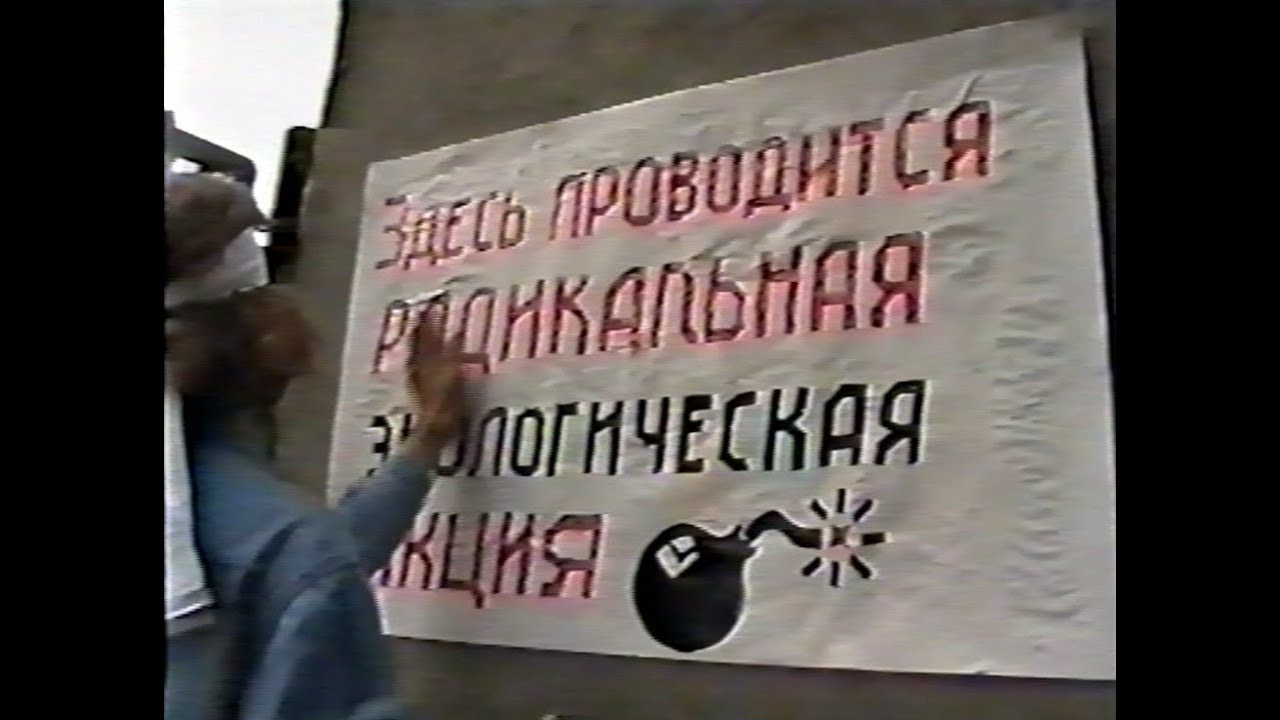 Здесь проводится
радикальная
экологическая
акция